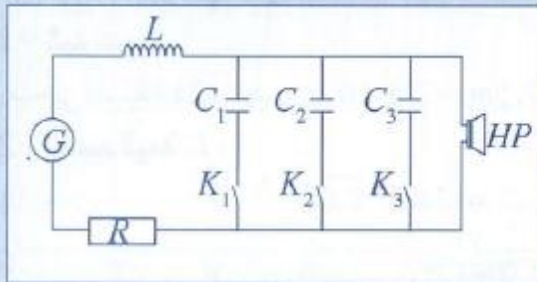 L
C₁ C₂ C₃
G HP
K₁ K₂ K₃
R